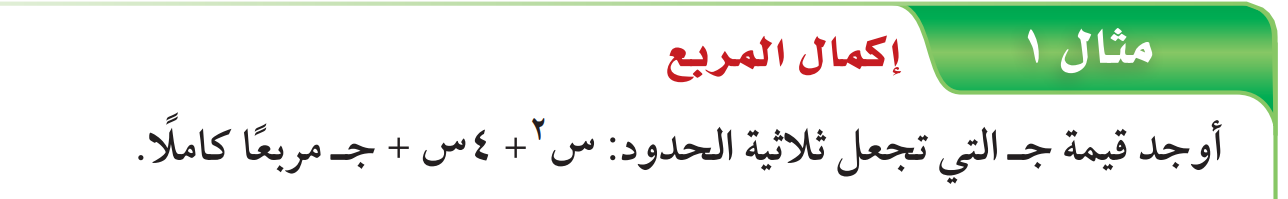 مثال ١ إكمال المربع
أوجد قيمة جـ التي تجعل ثلاثية الحدود: س٢ + ٤س + جـ مربعًا كاملًا.